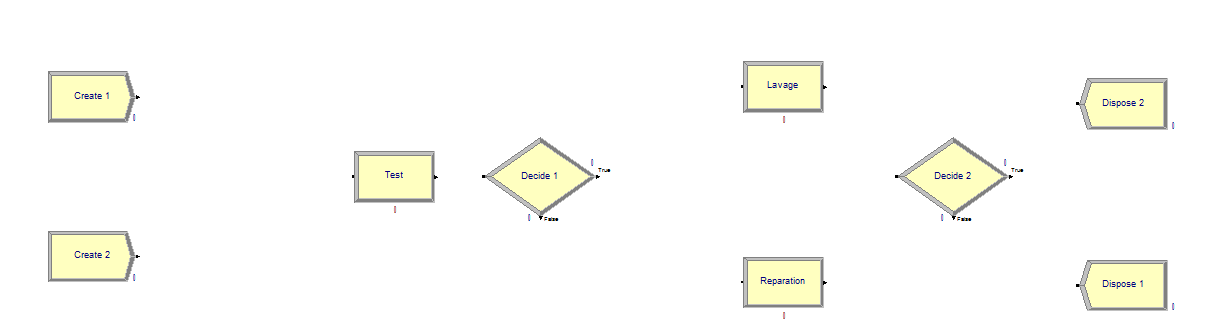 Create 1
Lavage
Dispose 2
Test
Decide 1
True
False
Decide 2
True
False
Create 2
Reparation
Dispose 1